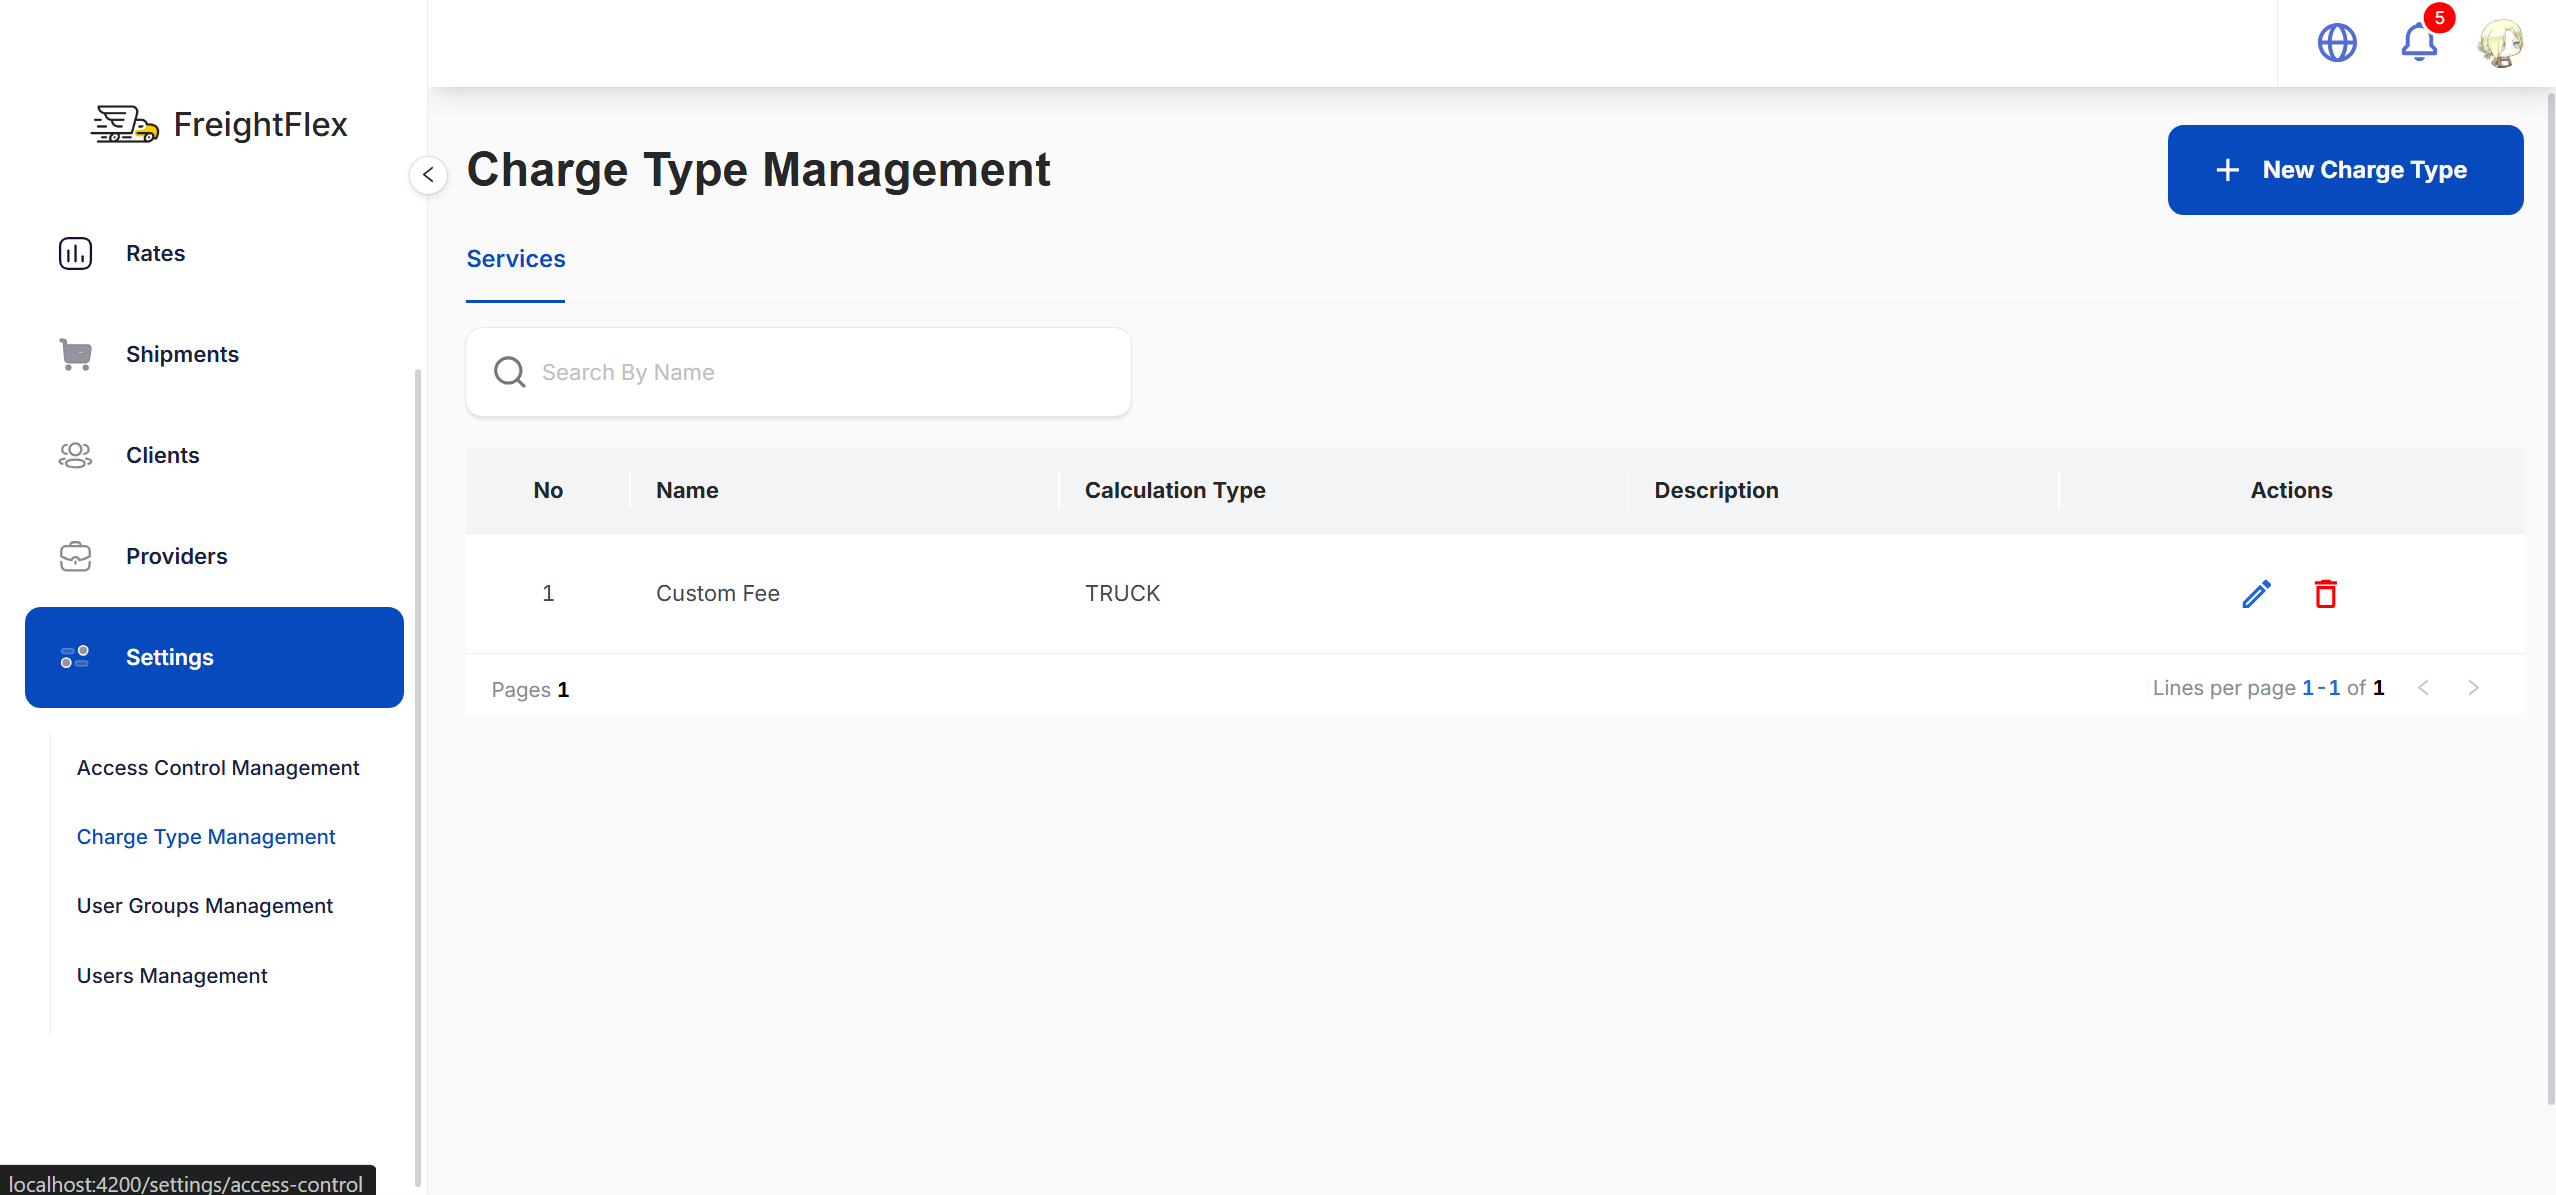 5
FreightFlex
Charge Type Management
New Charge Type
Rates
Services
Shipments
Search By Name
Clients
No Name Calculation Type Description Actions
Providers
1 Custom Fee TRUCK
Settings
Pages 1
Lines per page 1-1 of 1
Access Control Management
Charge Type Management
User Groups Management
Users Management
localhost:4200/settings/access-control